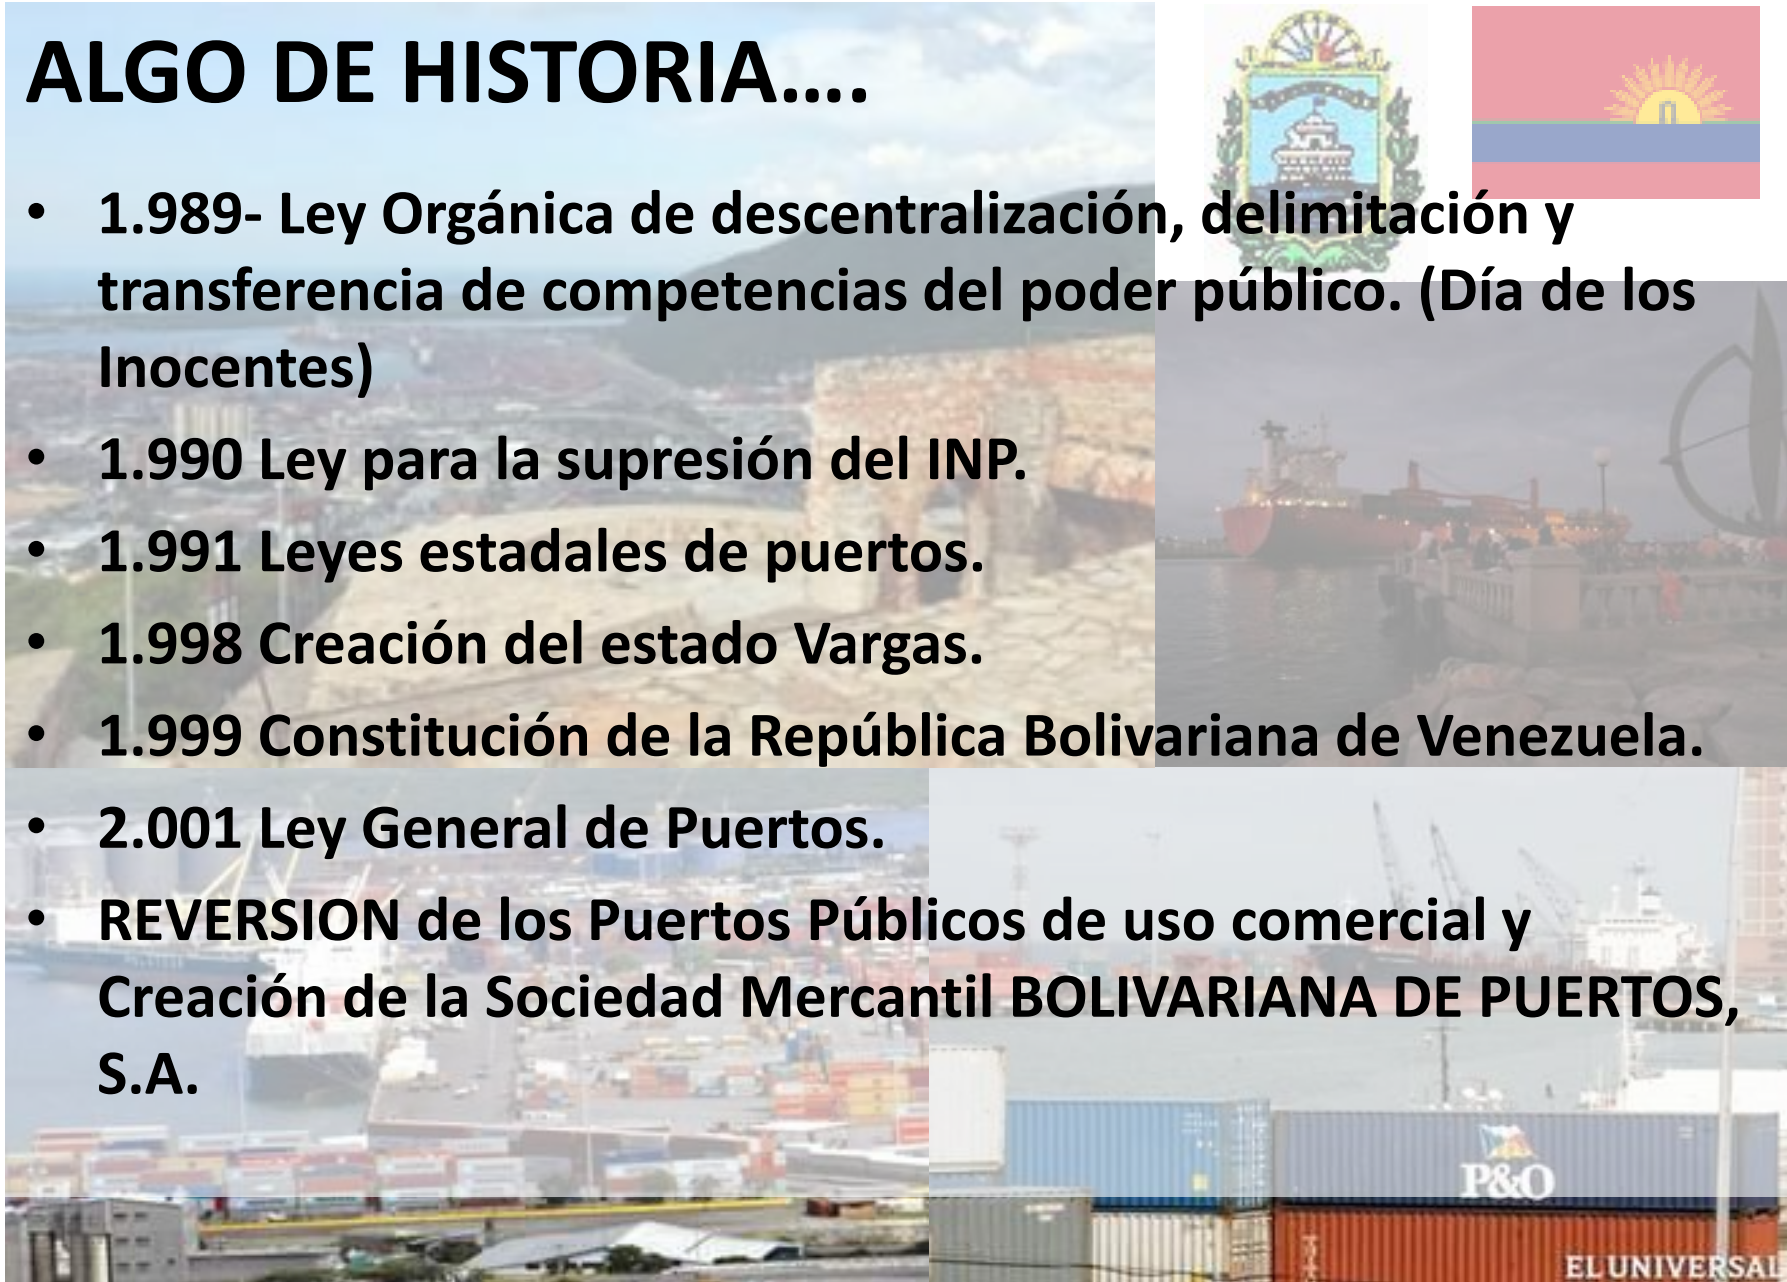 ALGO DE HISTORIA....
• 1.989- Ley Orgánica de descentralización, delimitación y
transferencia de competencias del poder público. (Día de los
Inocentes)
• 1.990 Ley para la supresión del INP.
• 1.991 Leyes estadales de puertos.
• 1.998 Creación del estado Vargas.
• 1.999 Constitución de la República Bolivariana de Venezuela.
• 2.001 Ley General de Puertos.
• REVERSION de los Puertos Públicos de uso comercial y
Creación de la Sociedad Mercantil BOLIVARIANA DE PUERTOS,
S.A.
P&O
EL UNIVERSAL